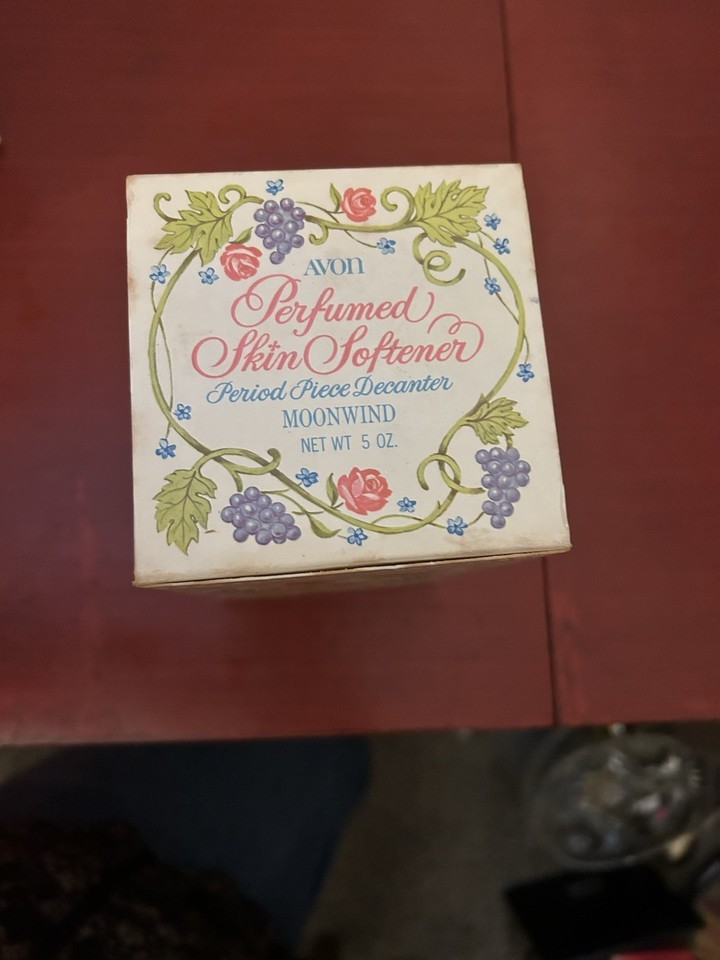 AVON
Perfumed
Skin Softener
Period Piece Decanter
MOONWIND
NET WT 5 OZ.